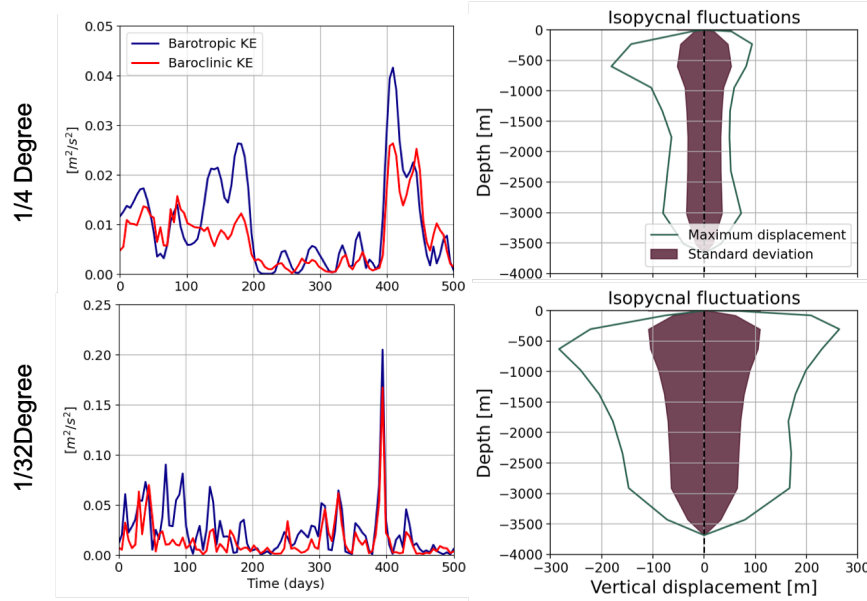 Isopycnal fluctuations
0.05
0.04
0.03
0.02
0.01
0.00
[m²/s²]
Barotropic KE
Baroclinic KE
0 100 200 300 400 500
1/4 Degree
0
−500
−1000
−1500
−2000
−2500
−3000
−3500
−4000
Depth [m]
Maximum displacement
Standard deviation
0.25
0.20
0.15
0.10
0.05
0.00
[m²/s²]
0 100 200 300 400 500
Time (days)
1/32Degree
Isopycnal fluctuations
0
−500
−1000
−1500
−2000
−2500
−3000
−3500
−4000
Depth [m]
−300 −200 −100 0 100 200 300
Vertical displacement [m]